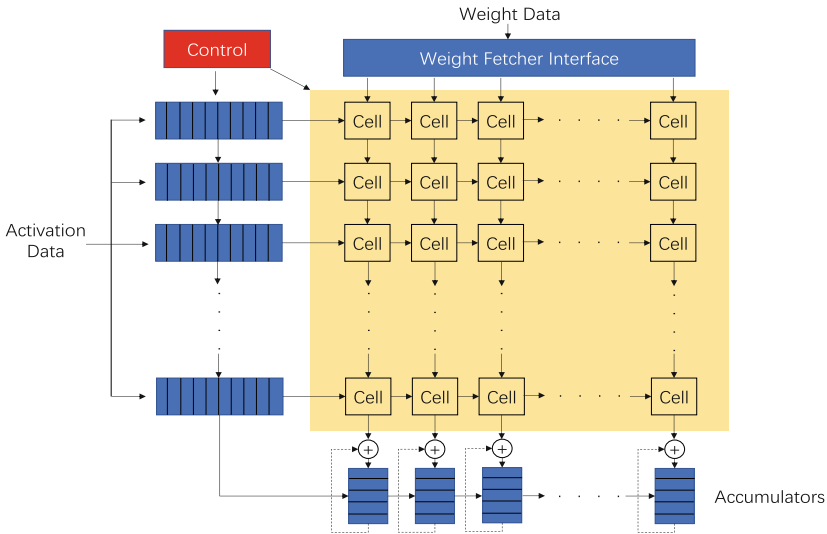 Weight Data
Control
Weight Fetcher Interface
Cell Cell Cell Cell
Cell Cell Cell Cell
Activation
Data
Cell Cell Cell Cell
Cell Cell Cell Cell
Accumulators